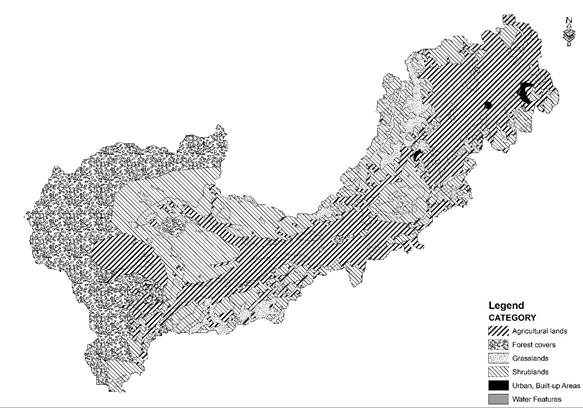 N
Legend
CATEGORY
Agricultural lands
Forest covers
Grasslands
Shrublands
Urban, Built-up Areas
Water Features